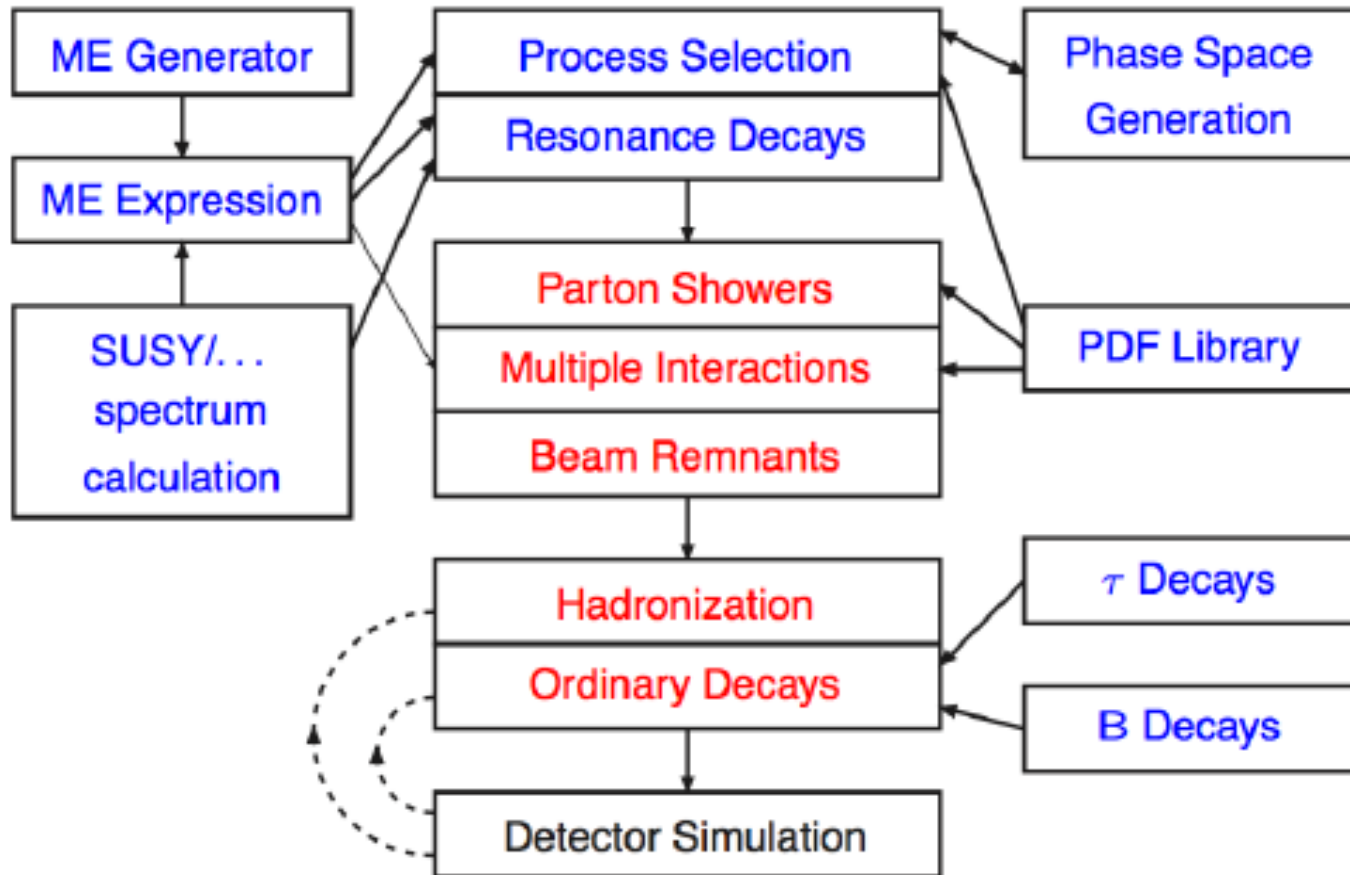 ME Generator
Process Selection
Phase Space
Generation
Resonance Decays
ME Expression
Parton Showers
SUSY/...
spectrum
calculation
Multiple Interactions
PDF Library
Beam Remnants
Hadronization
τ Decays
Ordinary Decays
B Decays
Detector Simulation